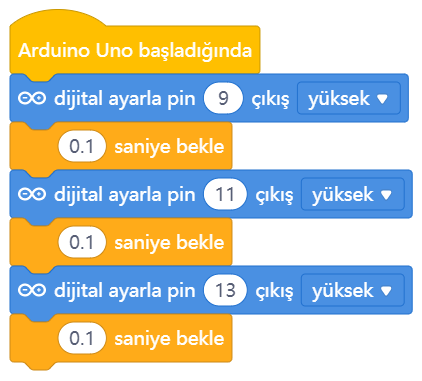 Arduino Uno başladığında
dijital ayarla pin 9 çıkış yüksek
0.1 saniye bekle
dijital ayarla pin 11 çıkış yüksek
0.1 saniye bekle
dijital ayarla pin 13 çıkış yüksek
0.1 saniye bekle